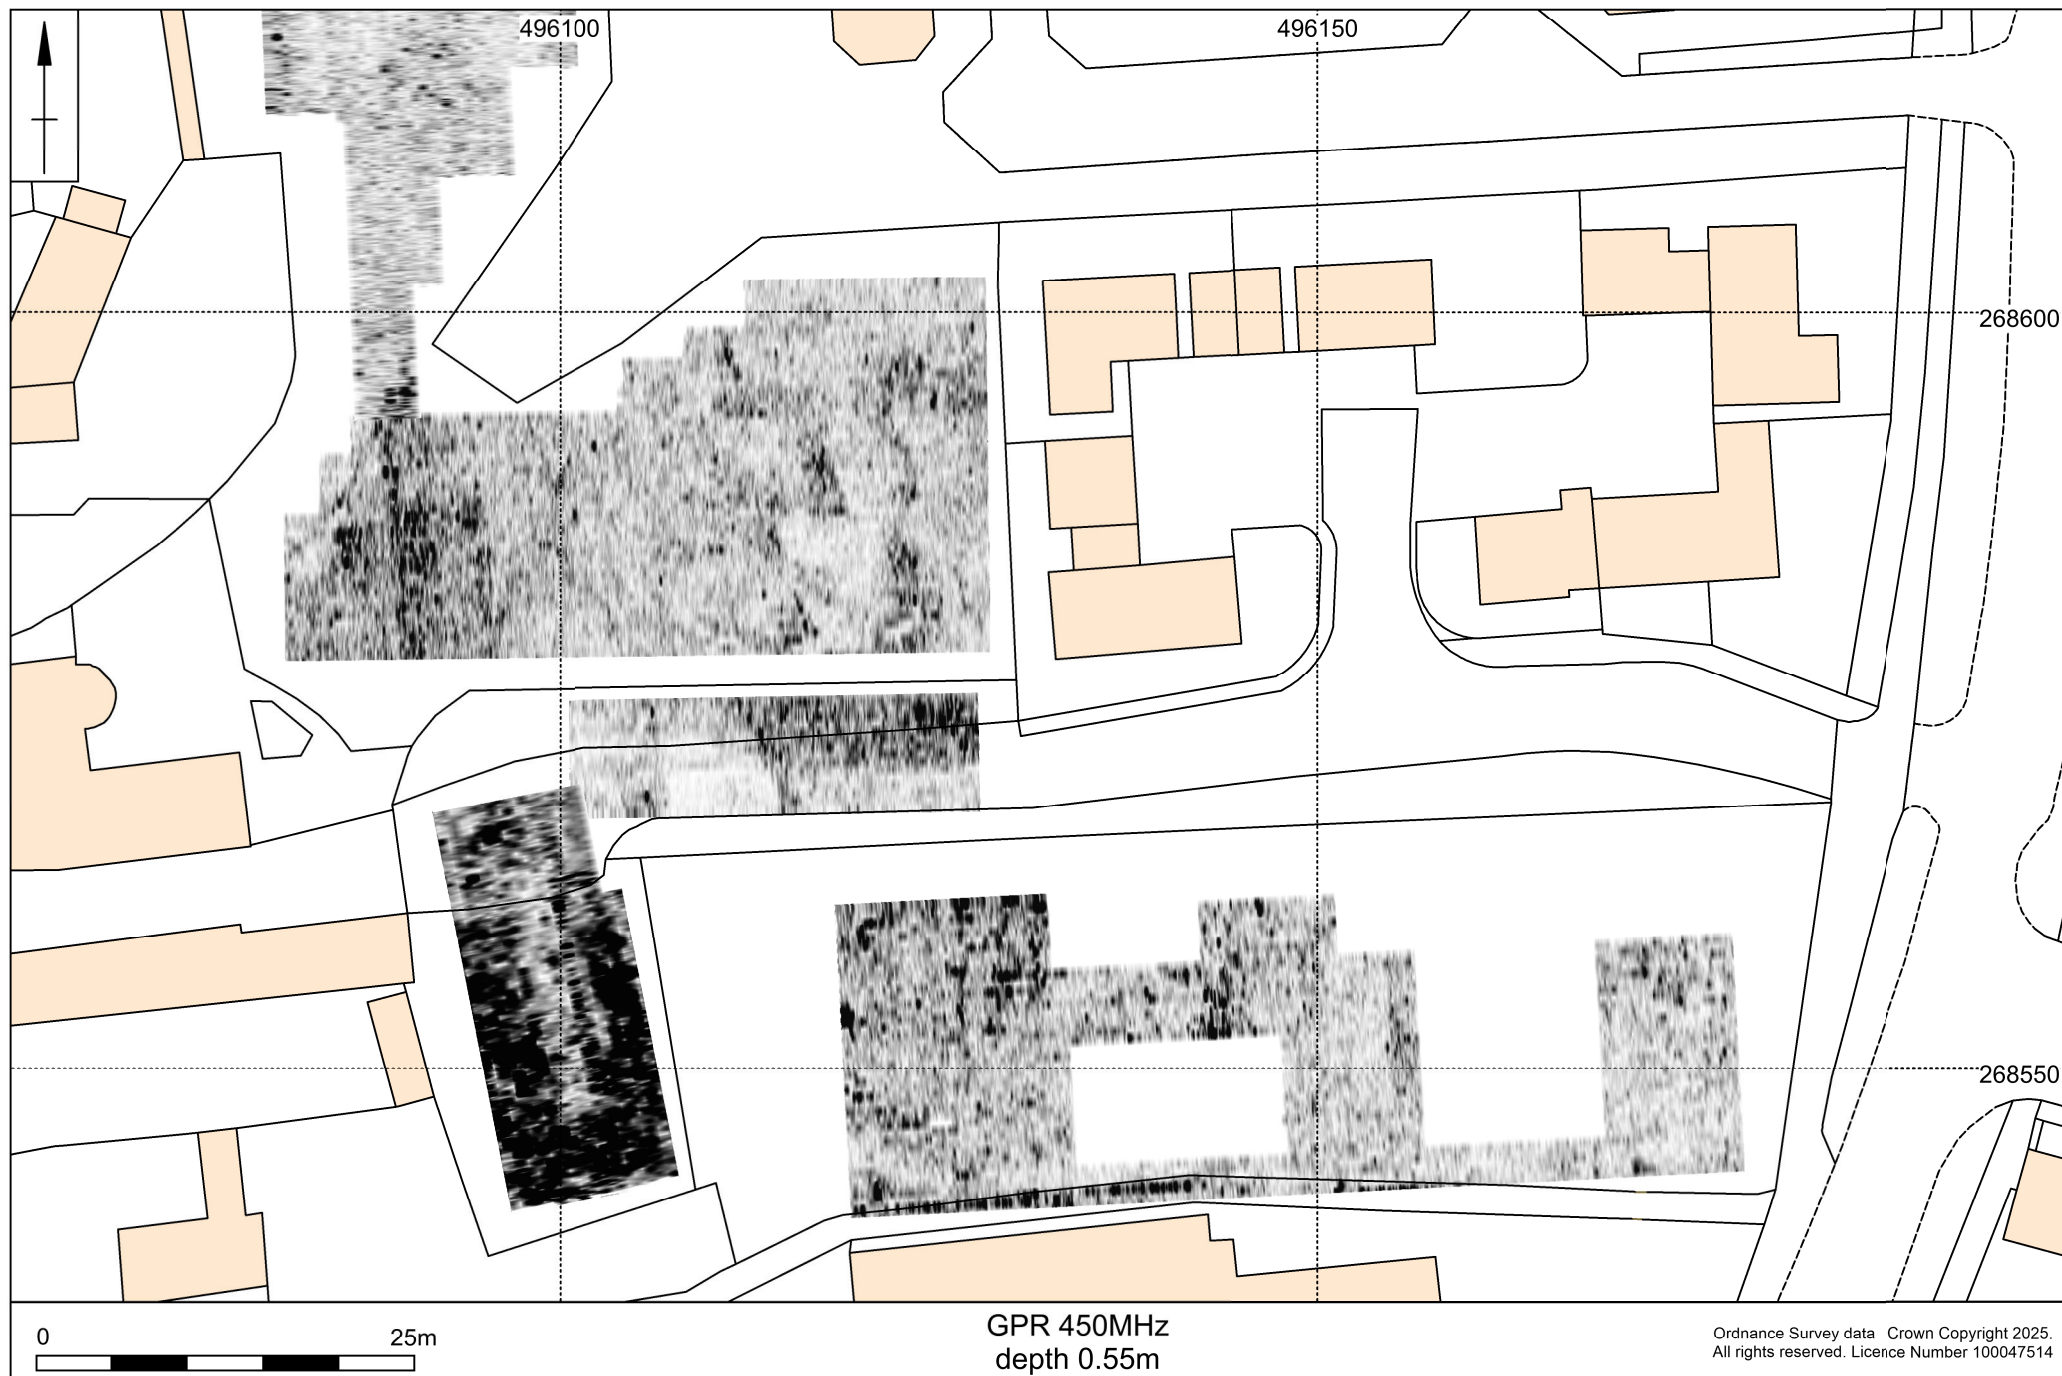 496100
496150
268600
268550
0
25m
GPR 450MHz
depth 0.55m
Ordnance Survey data Crown Copyright 2025.
All rights reserved. Licence Number 100047514